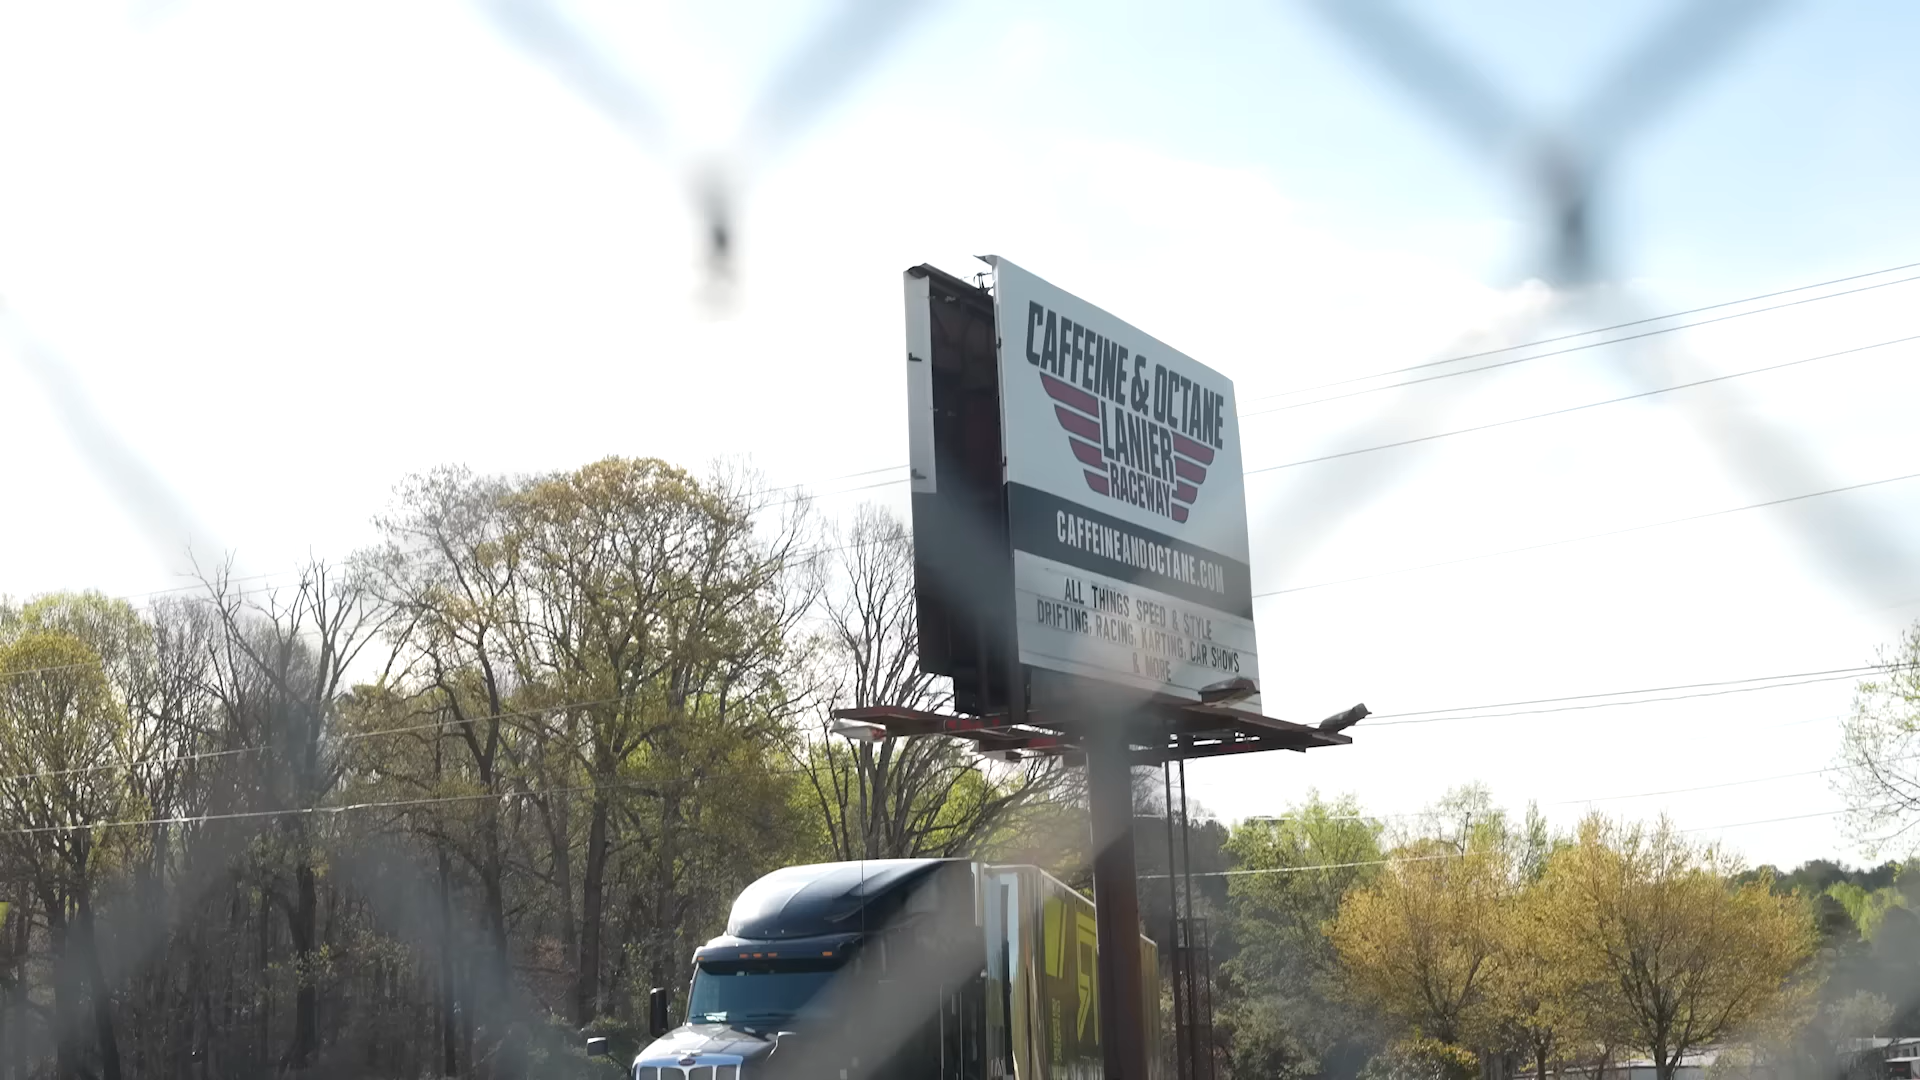 CAFFEINE & OCTANE
LANIER
RACEWAY
CAFFEINEANDOCTANE.COM
ALL THINGS SPEED & STYLE
DRIFTING, RACING, KARTING, CAR SHOWS
& MORE